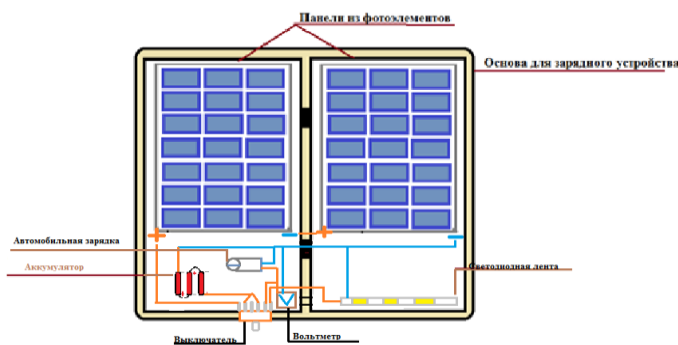 Панели из фотоэлементов
Основа для зарядного устройства
Автомобильная зарядка
Аккумулятор
Светодиодная лента
Выключатель
Вольтметр